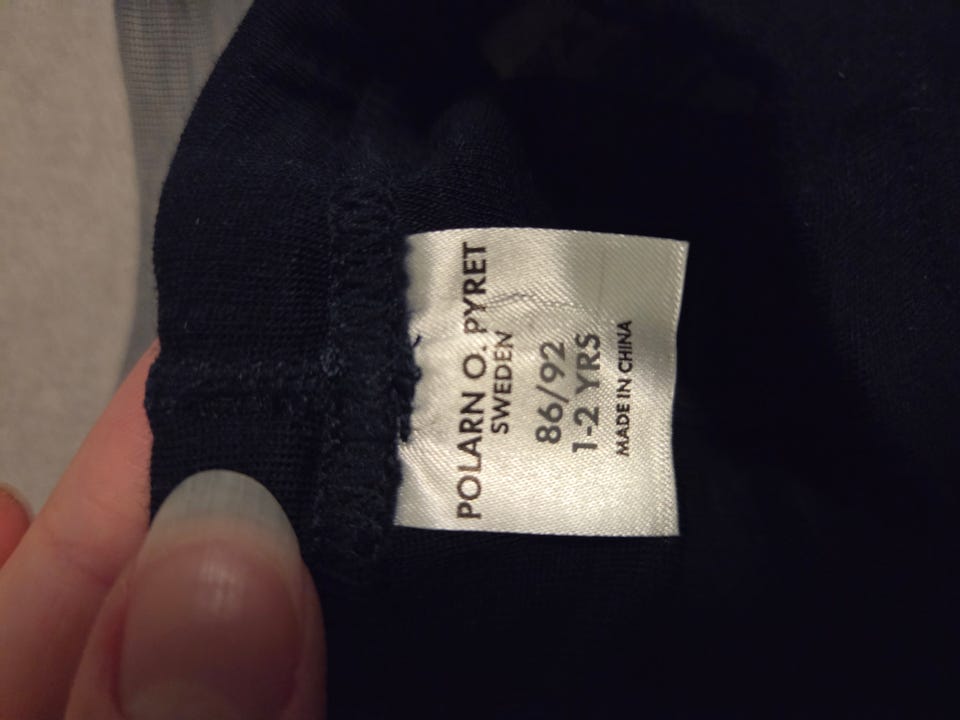 POLARN O. PYRET
SWEDEN
86/92
1-2 YRS
MADE IN CHINA